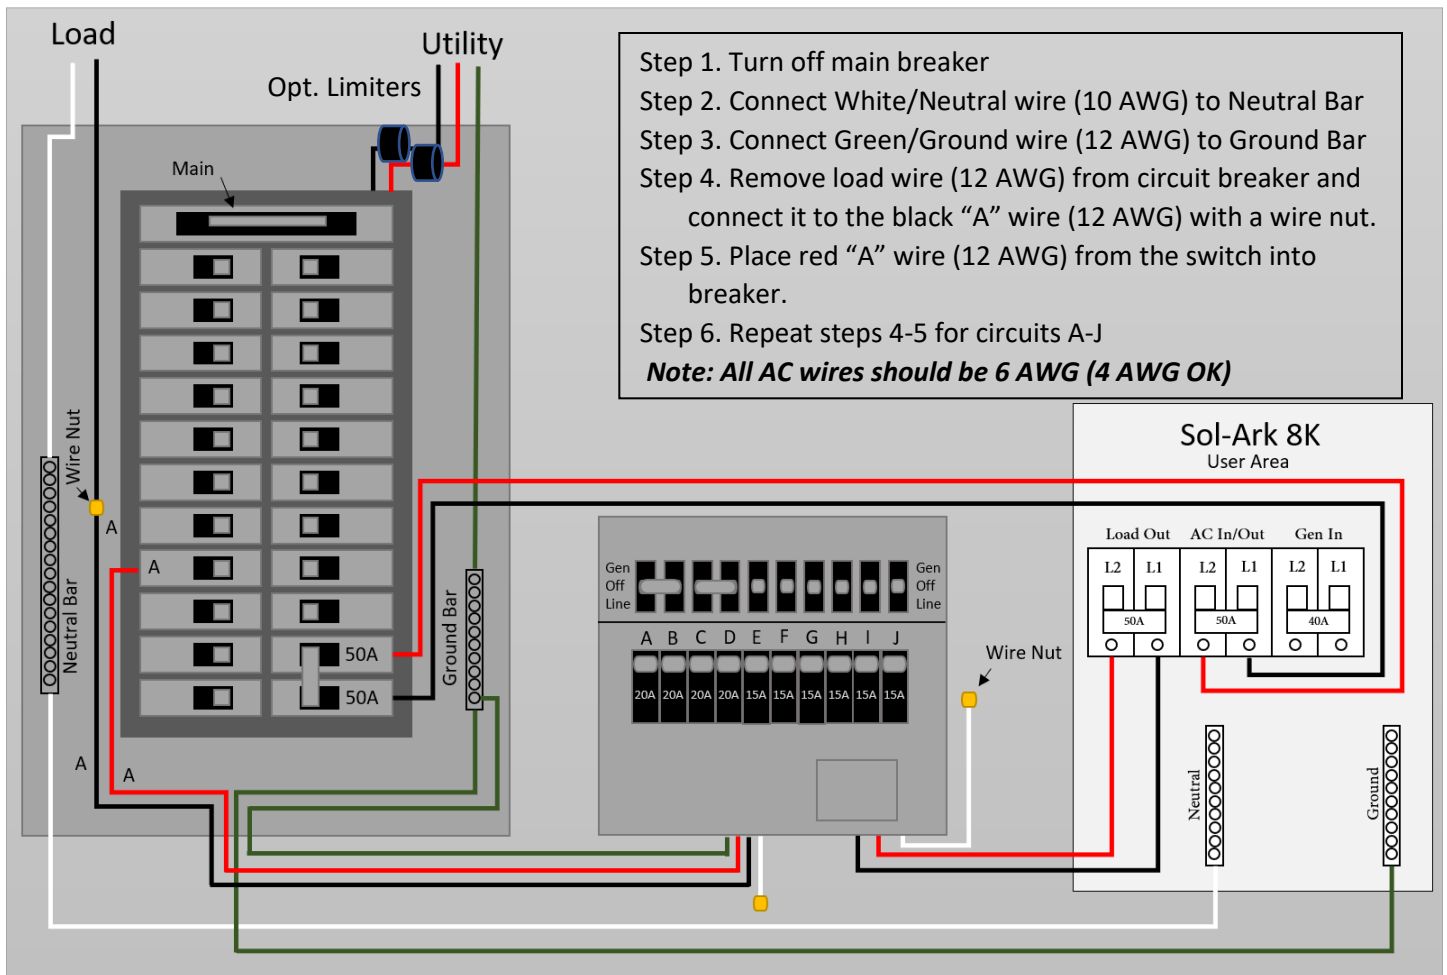 Load
Utility
Opt. Limiters
Main
Step 1. Turn off main breaker
Step 2. Connect White/Neutral wire (10 AWG) to Neutral Bar
Step 3. Connect Green/Ground wire (12 AWG) to Ground Bar
Step 4. Remove load wire (12 AWG) from circuit breaker and
connect it to the black “A” wire (12 AWG) with a wire nut.
Step 5. Place red “A” wire (12 AWG) from the switch into
breaker.
Step 6. Repeat steps 4-5 for circuits A-J
Note: All AC wires should be 6 AWG (4 AWG OK)
Wire Nut
A
A
Neutral Bar
Ground Bar
50A
50A
A
A
Gen
Off
Line
Gen
Off
Line
A B C D E F G H I J
20A 20A 20A 20A 15A 15A 15A 15A 15A 15A
Wire Nut
Sol-Ark 8K
User Area
Load Out AC In/Out Gen In
L2 L1 L2 L1 L2 L1
50A 50A 40A
Neutral
Ground